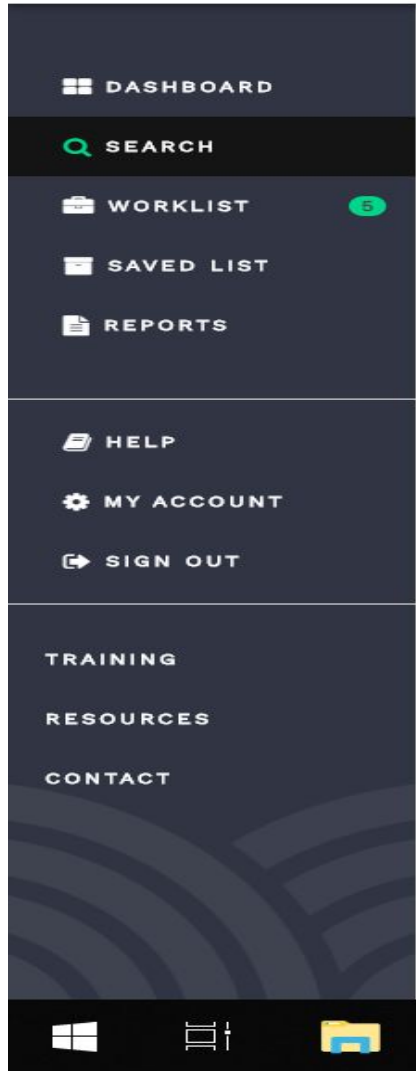 DASHBOARD
SEARCH
WORKLIST 5
SAVED LIST
REPORTS
HELP
MY ACCOUNT
SIGN OUT
TRAINING
RESOURCES
CONTACT